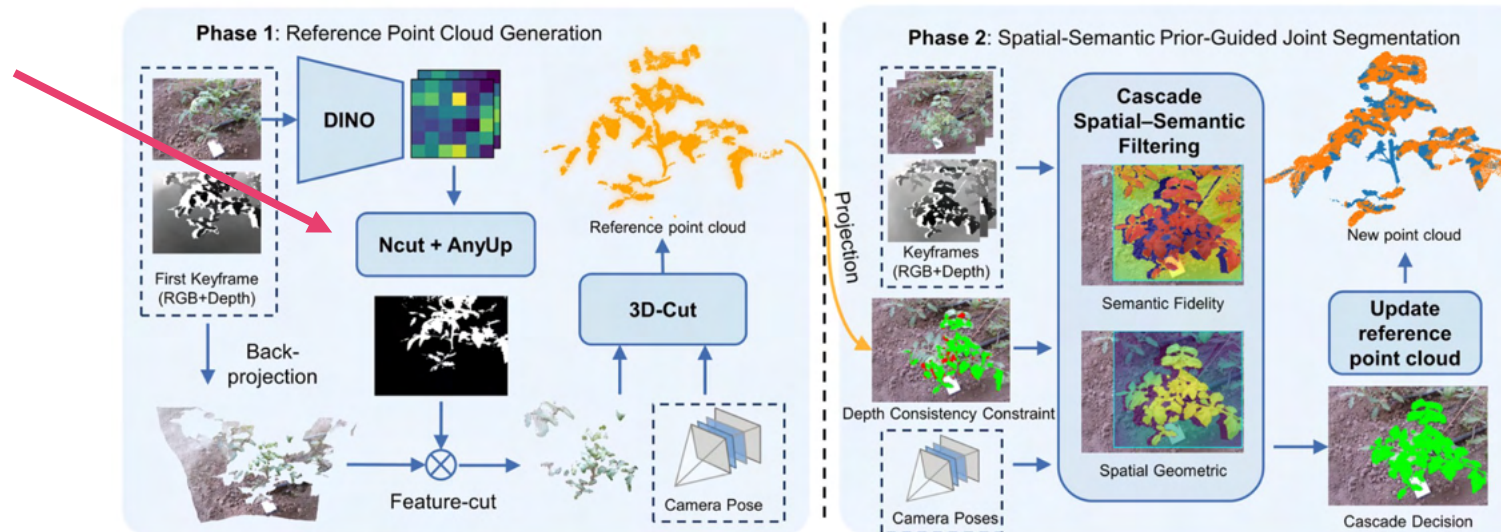 Phase 1: Reference Point Cloud Generation
DINO
First Keyframe
(RGB+Depth)
Ncut + AnyUp
Reference point cloud
3D-Cut
Back-
projection
Feature-cut
Camera Pose
Projection
Phase 2: Spatial-Semantic Prior-Guided Joint Segmentation
Keyframes
(RGB+Depth)
Depth Consistency Constraint
Camera Poses
Cascade
Spatial–Semantic
Filtering
Semantic Fidelity
Spatial Geometric
New point cloud
Update
reference
point cloud
Cascade Decision